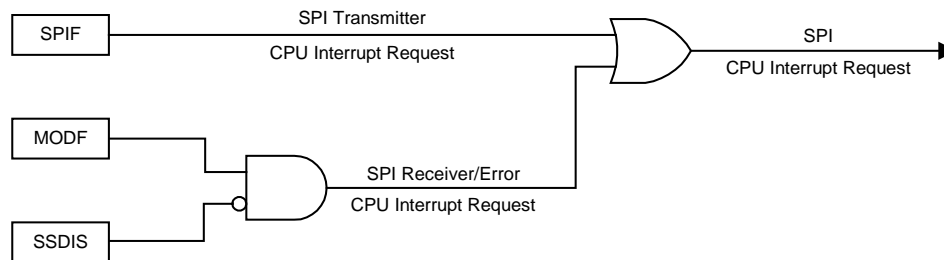 SPIF
SPI Transmitter
CPU Interrupt Request
SPI
CPU Interrupt Request
MODF
SPI Receiver/Error
CPU Interrupt Request
SSDIS